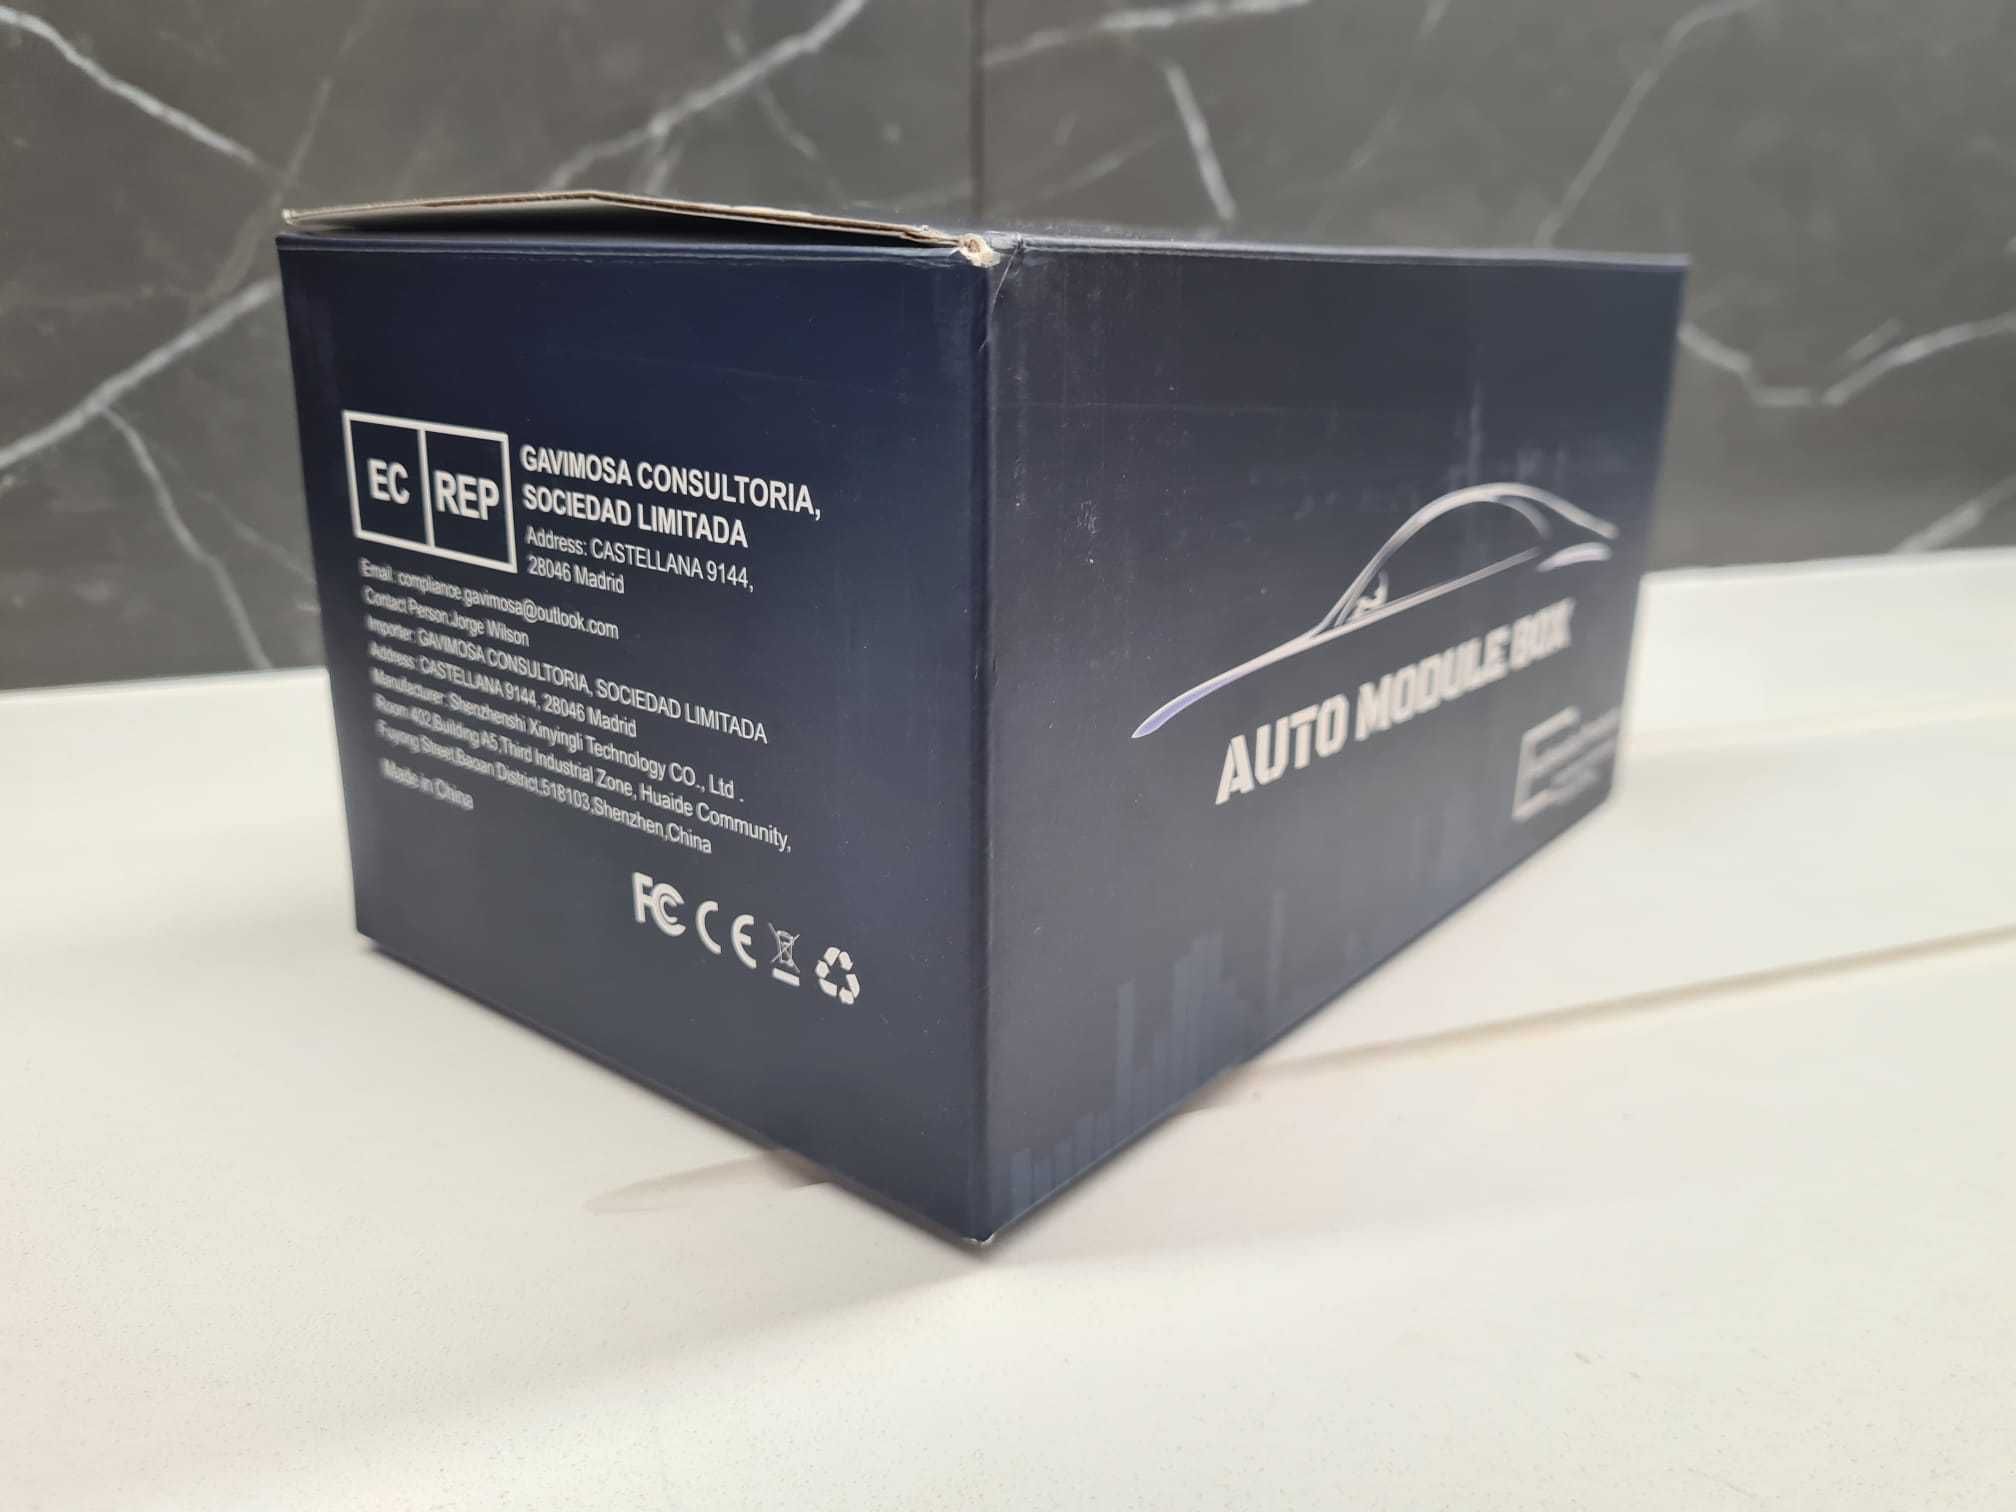 EC REP
GAVIMOSA CONSULTORIA,
SOCIEDAD LIMITADA
Address: CASTELLANA 9144,
28046 Madrid
Email: compliance.gavimosa@outlook.com
Contact Person:Jorge Wilson
Importer: GAVIMOSA CONSULTORIA, SOCIEDAD LIMITADA
Address: CASTELLANA 9144, 28046 Madrid
Manufacturer: Shenzhenshi Xinyingli Technology CO., Ltd .
Room 402,Building A5,Third Industrial Zone, Huaide Community,
Fuyong Street,Baoan District,518103,Shenzhen,China
Made in China
FC CE
AUTO MODULE BOX